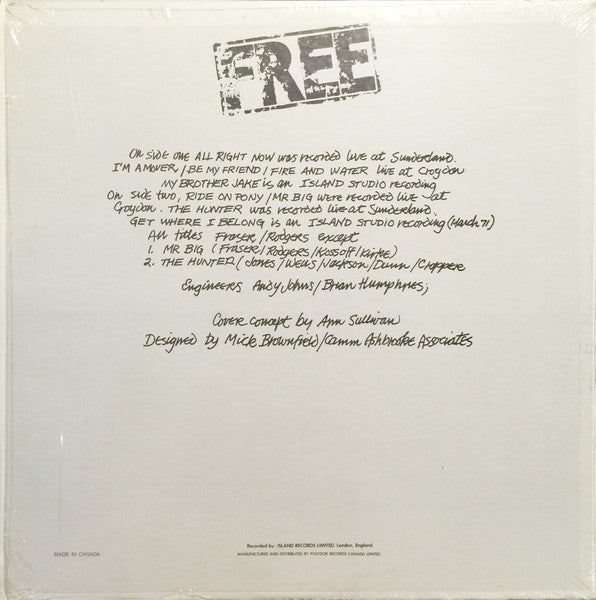 FREE
On side one ALL RIGHT NOW was recorded live at Sunderland.
I'M A MOVER / BE MY FRIEND / FIRE AND WATER live at Croydon
MY BROTHER JAKE is an ISLAND STUDIO recording
On side two, RIDE ON PONY / MR BIG were recorded live at
Croydon. THE HUNTER was recorded live at Sunderland.
GET WHERE I BELONG is an ISLAND STUDIO recording (March 71)
All titles Fraser / Rodgers except
1. MR BIG (Fraser / Rodgers / Kossoff / Kirke)
2. THE HUNTER (Jones / Wells / Jackson / Dunn / Cropper
Engineers Andy Johns / Brian Humphries;
Cover concept by Ann Sullivan
Designed by Mick Brownfield / Camm Ashbrooke Associates
Recorded by: ISLAND RECORDS LIMITED. London. England.
MADE IN CANADA
MANUFACTURED AND DISTRIBUTED BY POLYDOR RECORDS CANADA LIMITED.